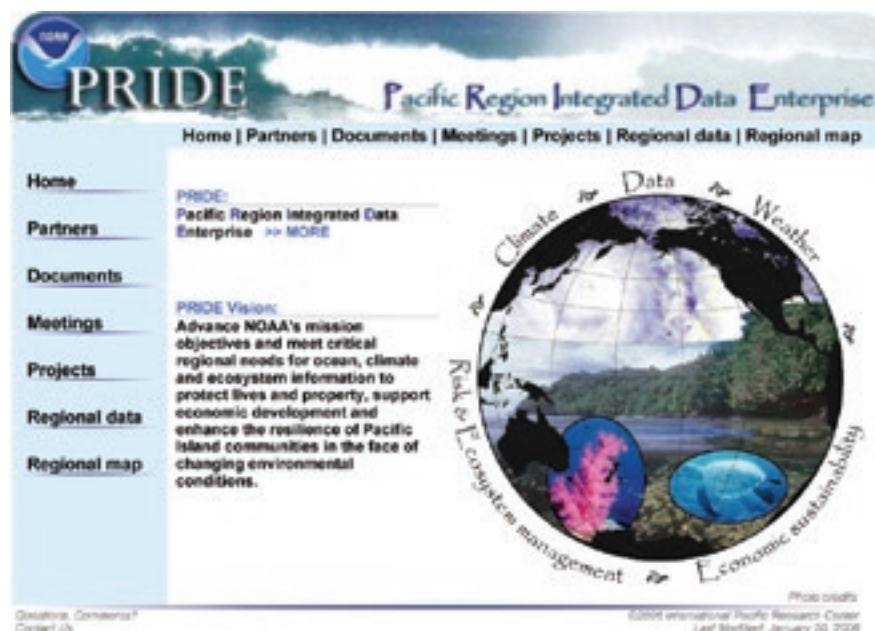 NOAA
PRIDE
Pacific Region Integrated Data Enterprise
Home | Partners | Documents | Meetings | Projects | Regional data | Regional map
Home
Partners
Documents
Meetings
Projects
Regional data
Regional map
PRIDE:
Pacific Region Integrated Data
Enterprise >> MORE
PRIDE Vision:
Advance NOAA's mission
objectives and meet critical
regional needs for ocean, climate
and ecosystem information to
protect lives and property, support
economic development and
enhance the resilience of Pacific
Island communities in the face of
changing environmental
conditions.
Climate
Data
Weather
Risk & Ecosystem management
Economic sustainability
Photo credits
Questions, Comments?
Contact Us
©2006 International Pacific Research Center
Last Modified: January 20, 2006